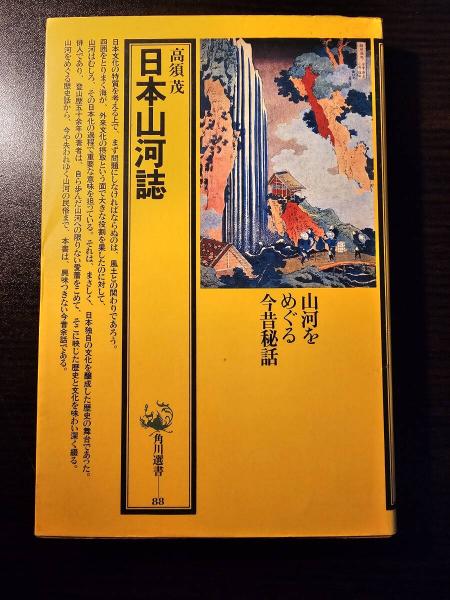 山河を
めぐる
今昔秘話
高須茂
日本山河誌
角川選書
88
日本文化の特質を考える上で、まず問題にしなければならぬのは、風土との関わりであろう。
四囲をとりまく海が、外来文化の摂取という面で大きな役割を果したのに対して、
山河はむしろ、その日本化の過程で重要な意味を担っている。それは、まさしく、日本独自の文化を醸成した歴史の舞台であった。
俳人であり、登山歴五十余年の著者は、自ら歩んだ山河への限りない愛着をこめて、そこに映じた歴史と文化を味わい深く綴る。
山河をめぐる歴史話から、今や失われゆく山河の民俗まで、本書は、興味つきない今昔余話である。